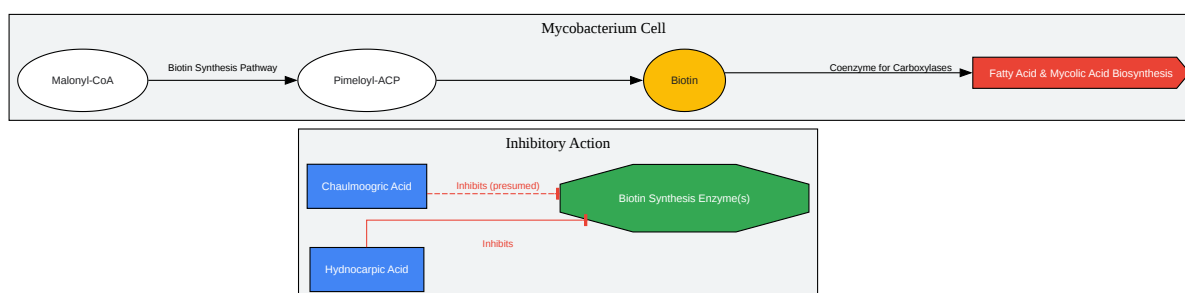 Mycobacterium Cell
Malonyl-CoA
Biotin Synthesis Pathway
Pimeloyl-ACP
Biotin
Coenzyme for Carboxylases
Fatty Acid & Mycolic Acid Biosynthesis
Inhibitory Action
Chaulmoogric Acid
Inhibits (presumed)
Biotin Synthesis Enzyme(s)
Inhibits
Hydnocarpic Acid